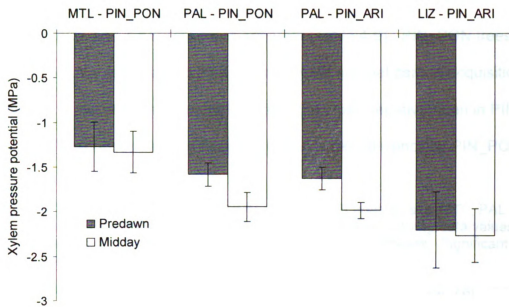 MTL - PIN_PON PAL - PIN_PON PAL - PIN_ARI LIZ - PIN_ARI
0
-0.5
-1
-1.5
-2
-2.5
-3
Xylem pressure potential (MPa)
Predawn
Midday